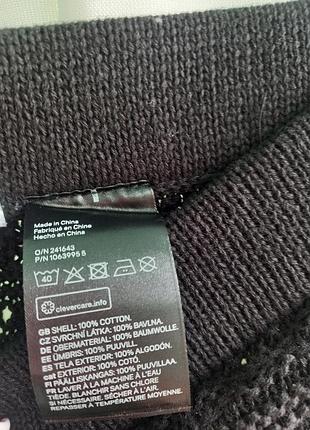 Made in China
Fabriqué en Chine
Hecho en China
O/N 241643
P/N 1063995 5
40
clevercare.info
GB SHELL: 100% COTTON.
CZ SVRCHNÍ LÁTKA: 100% BAVLNA.
DE OBERMATERIAL: 100% BAUMWOLLE.
EE ÜMBRIS: 100% PUUVILL.
ES TELA EXTERIOR: 100% ALGODÓN.
cat EXTERIOR: 100% COTÓ.
FI PÄÄLLISKANGAS: 100% PUUVILLAA.
FR LAVER À LA MACHINE À L'EAU
TIÈDE. BLANCHIR SANS CHLORE
SI NÉCESSAIRE. SÉCHER À L'AIR.
REPASSER À TEMPÉRATURE MOYENNE.